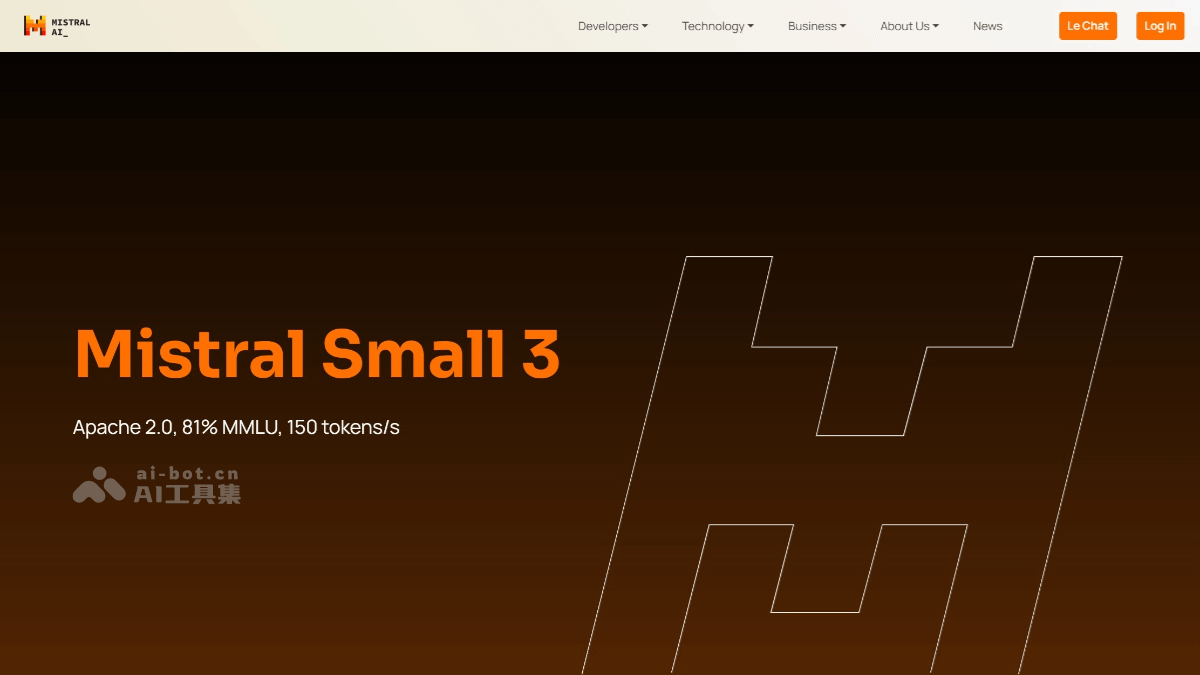 MISTRAL
AI_
Developers
Technology
Business
About Us
News
Le Chat
Log In
Mistral Small 3
Apache 2.0, 81% MMLU, 150 tokens/s
ai-bot.cn
AI工具集